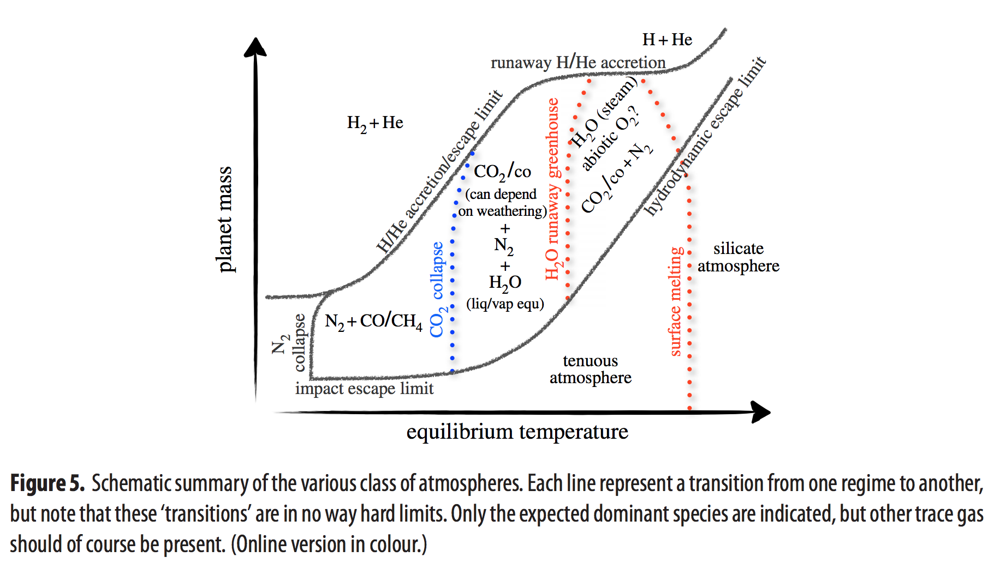 H + He
runaway H/He accretion
H₂ + He
H/He accretion/escape limit
hydrodynamic escape limit
H₂O (steam)
abiotic O₂?
CO₂/co + N₂
H₂O runaway greenhouse
CO₂/co
(can depend
on weathering)
+
N₂
+
H₂O
(liq/vap equ)
planet mass
CO₂ collapse
silicate
atmosphere
surface melting
N₂
collapse
N₂ + CO/CH₄
tenuous
atmosphere
impact escape limit
equilibrium temperature
Figure 5. Schematic summary of the various class of atmospheres. Each line represent a transition from one regime to another,
but note that these ‘transitions’ are in no way hard limits. Only the expected dominant species are indicated, but other trace gas
should of course be present. (Online version in colour.)